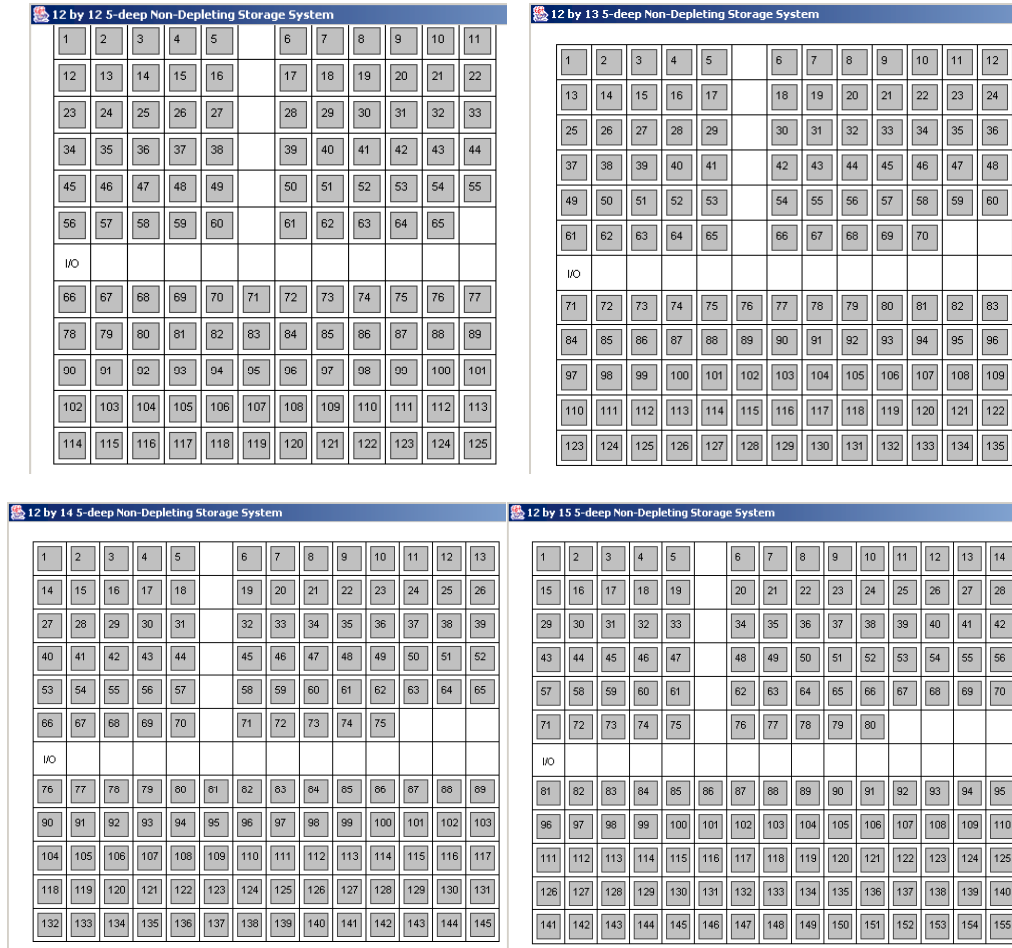 12 by 12 5-deep Non-Depleting Storage System
1 2 3 4 5 6 7 8 9 10 11
12 13 14 15 16 17 18 19 20 21 22
23 24 25 26 27 28 29 30 31 32 33
34 35 36 37 38 39 40 41 42 43 44
45 46 47 48 49 50 51 52 53 54 55
56 57 58 59 60 61 62 63 64 65
I/O
66 67 68 69 70 71 72 73 74 75 76 77
78 79 80 81 82 83 84 85 86 87 88 89
90 91 92 93 94 95 96 97 98 99 100 101
102 103 104 105 106 107 108 109 110 111 112 113
114 115 116 117 118 119 120 121 122 123 124 125
12 by 13 5-deep Non-Depleting Storage System
1 2 3 4 5 6 7 8 9 10 11 12
13 14 15 16 17 18 19 20 21 22 23 24
25 26 27 28 29 30 31 32 33 34 35 36
37 38 39 40 41 42 43 44 45 46 47 48
49 50 51 52 53 54 55 56 57 58 59 60
61 62 63 64 65 66 67 68 69 70
I/O
71 72 73 74 75 76 77 78 79 80 81 82 83
84 85 86 87 88 89 90 91 92 93 94 95 96
97 98 99 100 101 102 103 104 105 106 107 108 109
110 111 112 113 114 115 116 117 118 119 120 121 122
123 124 125 126 127 128 129 130 131 132 133 134 135
12 by 14 5-deep Non-Depleting Storage System
1 2 3 4 5 6 7 8 9 10 11 12 13
14 15 16 17 18 19 20 21 22 23 24 25 26
27 28 29 30 31 32 33 34 35 36 37 38 39
40 41 42 43 44 45 46 47 48 49 50 51 52
53 54 55 56 57 58 59 60 61 62 63 64 65
66 67 68 69 70 71 72 73 74 75
I/O
76 77 78 79 80 81 82 83 84 85 86 87 88 89
90 91 92 93 94 95 96 97 98 99 100 101 102 103
104 105 106 107 108 109 110 111 112 113 114 115 116 117
118 119 120 121 122 123 124 125 126 127 128 129 130 131
132 133 134 135 136 137 138 139 140 141 142 143 144 145
12 by 15 5-deep Non-Depleting Storage System
1 2 3 4 5 6 7 8 9 10 11 12 13 14
15 16 17 18 19 20 21 22 23 24 25 26 27 28
29 30 31 32 33 34 35 36 37 38 39 40 41 42
43 44 45 46 47 48 49 50 51 52 53 54 55 56
57 58 59 60 61 62 63 64 65 66 67 68 69 70
71 72 73 74 75 76 77 78 79 80
I/O
81 82 83 84 85 86 87 88 89 90 91 92 93 94 95
96 97 98 99 100 101 102 103 104 105 106 107 108 109 110
111 112 113 114 115 116 117 118 119 120 121 122 123 124 125
126 127 128 129 130 131 132 133 134 135 136 137 138 139 140
141 142 143 144 145 146 147 148 149 150 151 152 153 154 155